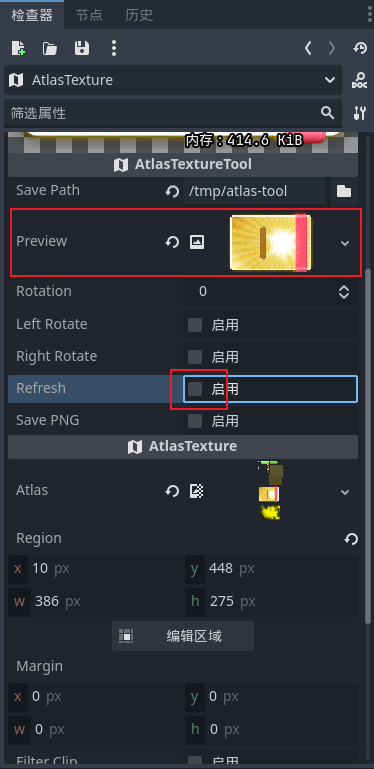 检查器 节点 历史
AtlasTexture
筛选属性
内存：414.6 KiB
AtlasTextureTool
Save Path /tmp/atlas-tool
Preview
Rotation 0
Left Rotate 启用
Right Rotate 启用
Refresh 启用
Save PNG 启用
AtlasTexture
Atlas
Region
x 10 px y 448 px
w 386 px h 275 px
编辑区域
Margin
x 0 px y 0 px
w 0 px h 0 px
Filter Clip 启用